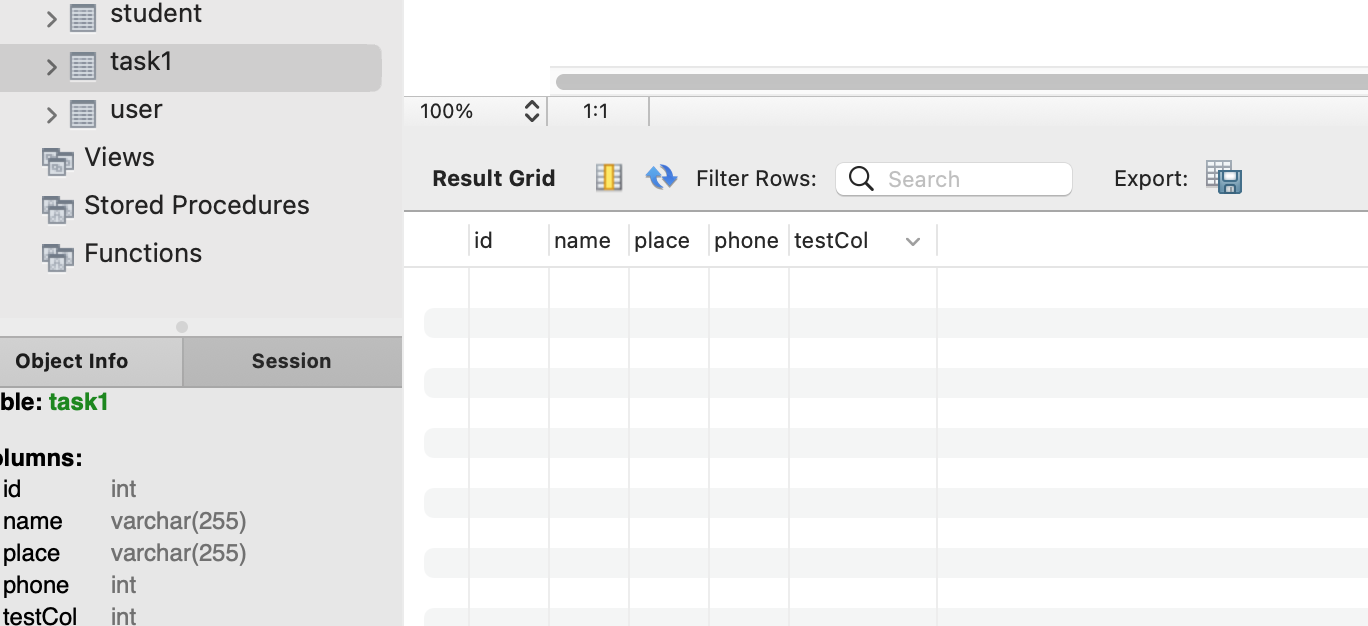 student
task1
user
Views
Stored Procedures
Functions
Object Info Session
ble: task1
olumns:
id int
name varchar(255)
place varchar(255)
phone int
testCol int
100% 1:1
Result Grid Filter Rows: Search Export:
id name place phone testCol